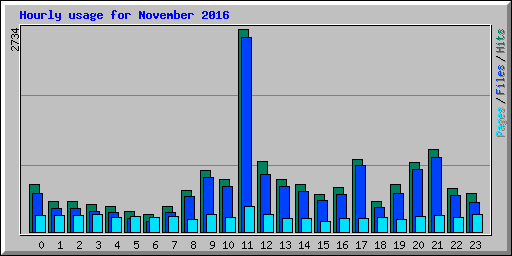 Hourly usage for November 2016
2734
Pages/Files/Hits
0 1 2 3 4 5 6 7 8 9 10 11 12 13 14 15 16 17 18 19 20 21 22 23